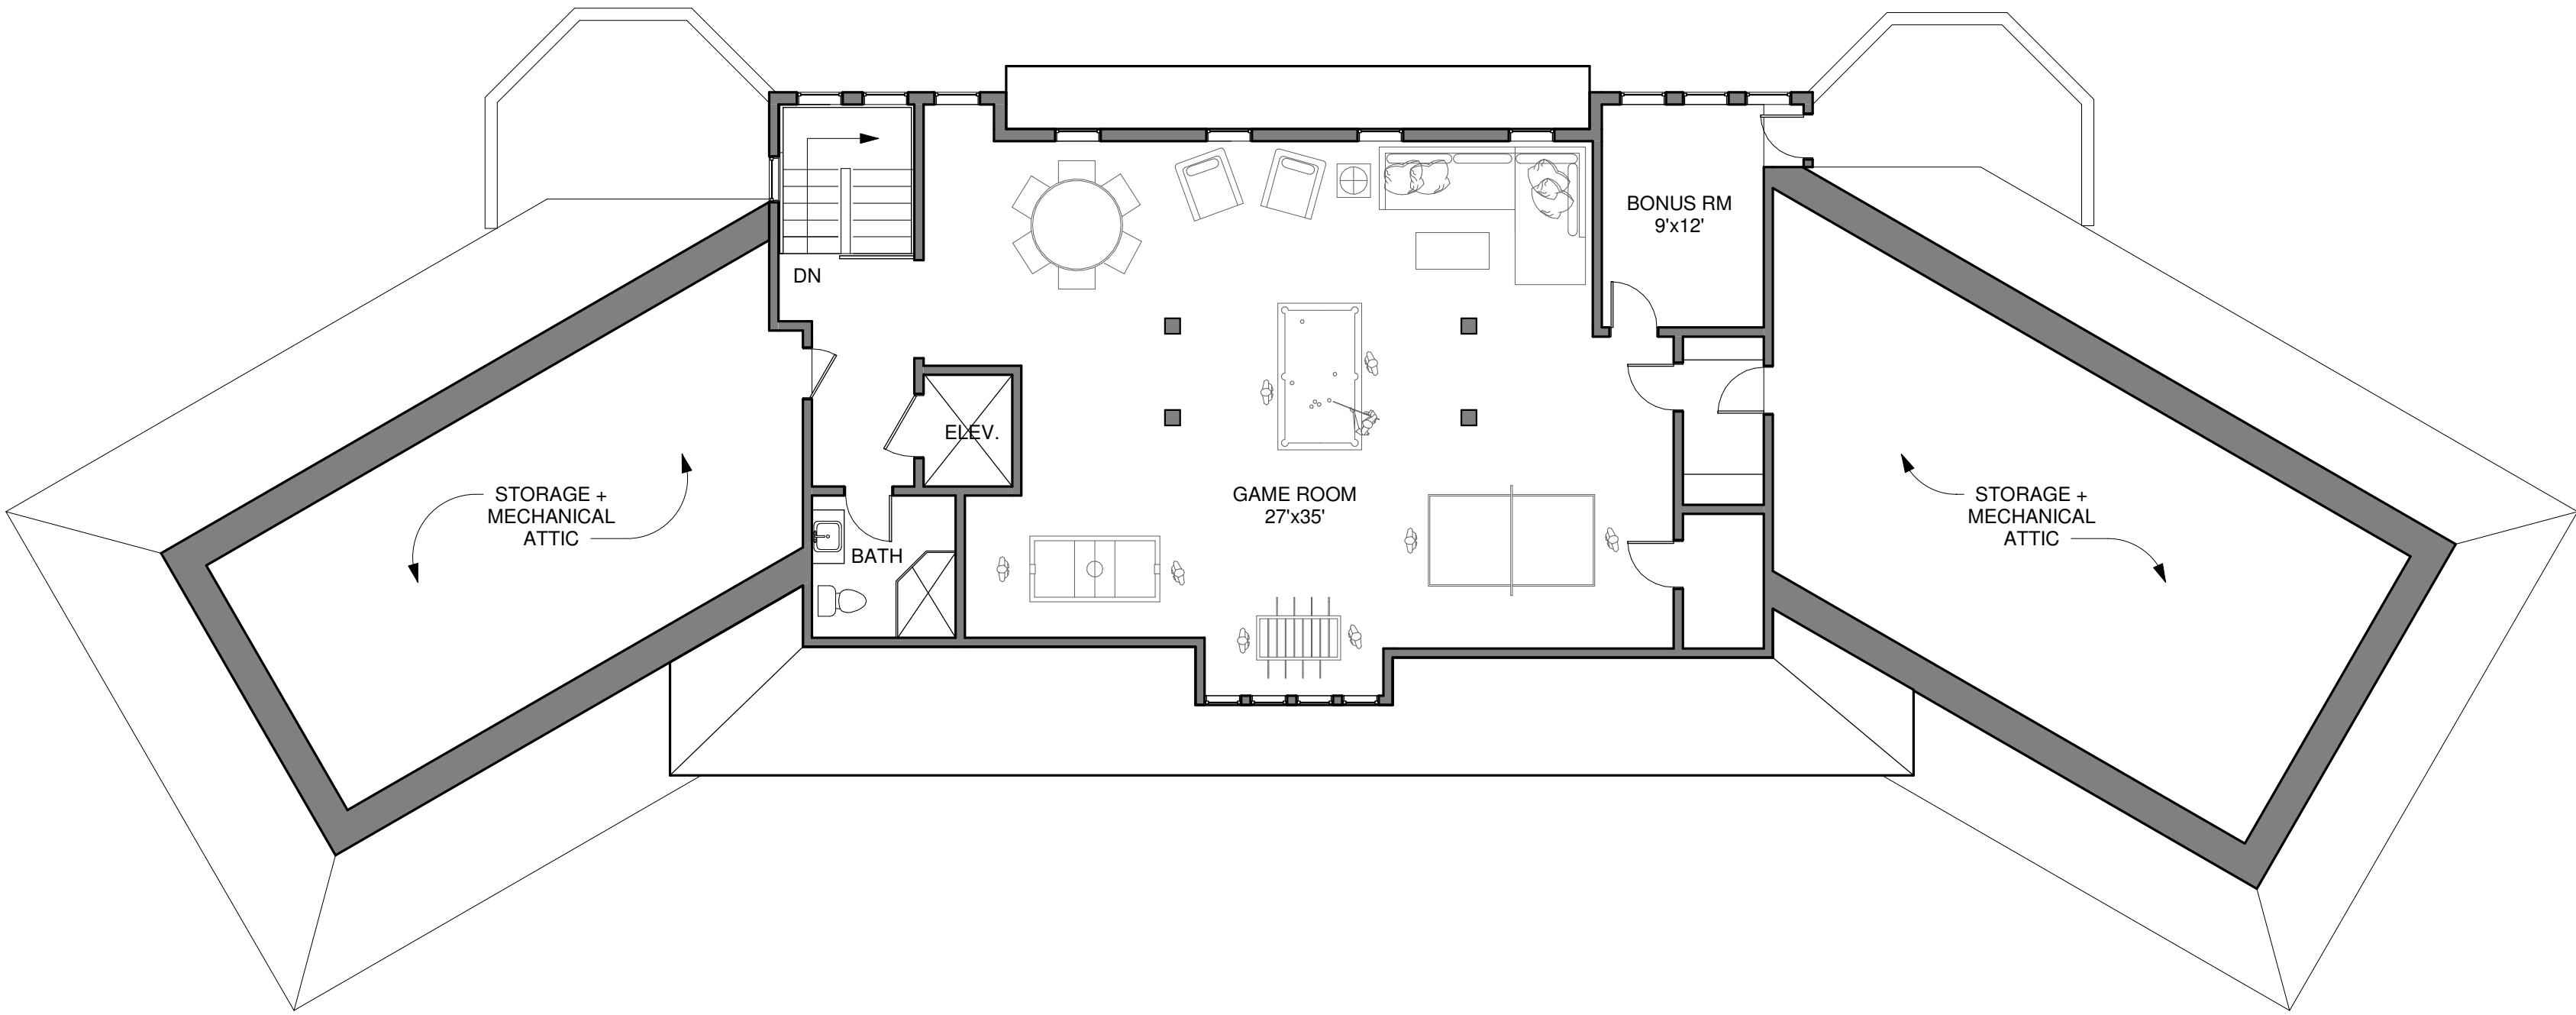 BONUS RM
9'x12'
DN
ELEV.
STORAGE +
MECHANICAL
ATTIC
GAME ROOM
27'x35'
STORAGE +
MECHANICAL
ATTIC
BATH